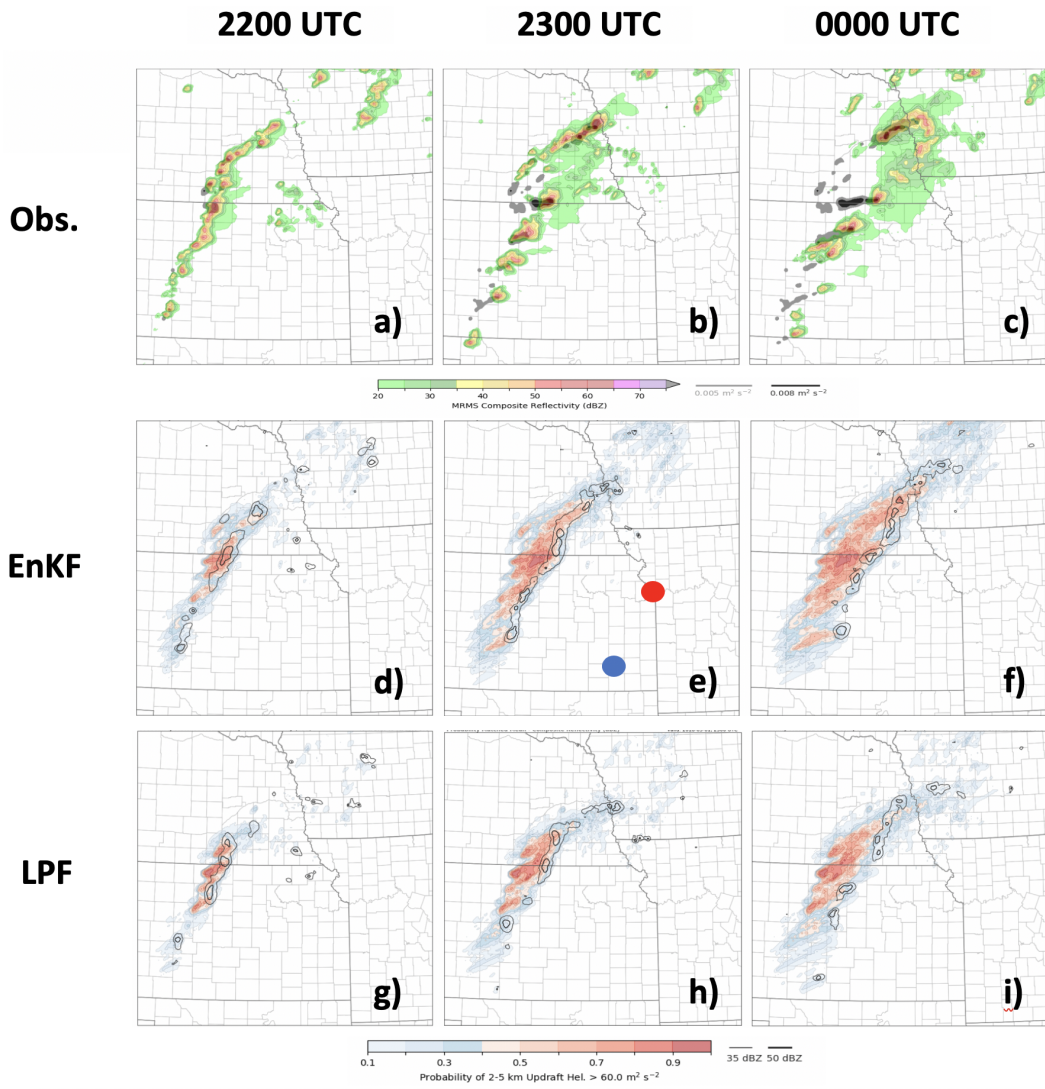 2200 UTC
2300 UTC
0000 UTC
Obs.
a)
b)
c)
20
30
40
50
60
70
MRMS Composite Reflectivity (dBZ)
0.005 m² s⁻²
0.008 m² s⁻²
EnKF
d)
e)
f)
LPF
g)
h)
i)
0.1
0.3
0.5
0.7
0.9
Probability of 2-5 km Updraft Hel. > 60.0 m² s⁻²
35 dBZ
50 dBZ